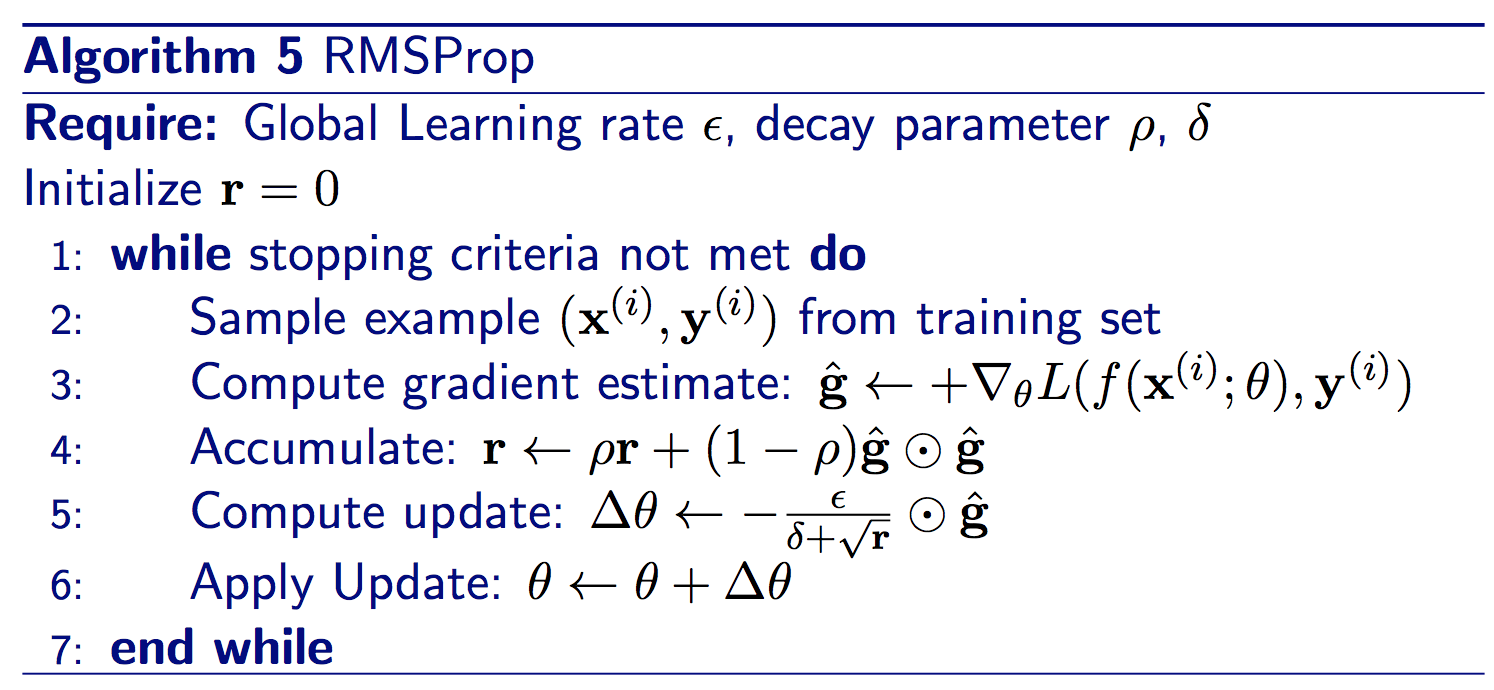 Algorithm 5 RMSProp
Require: Global Learning rate ϵ, decay parameter ρ, δ
Initialize r = 0
1: while stopping criteria not met do
2: Sample example (x⁽ⁱ⁾, y⁽ⁱ⁾) from training set
3: Compute gradient estimate: ĝ ← +∇_θ L(f(x⁽ⁱ⁾; θ), y⁽ⁱ⁾)
4: Accumulate: r ← ρr + (1 − ρ)ĝ ⊙ ĝ
5: Compute update: Δθ ← − ϵ/(δ+√r) ⊙ ĝ
6: Apply Update: θ ← θ + Δθ
7: end while